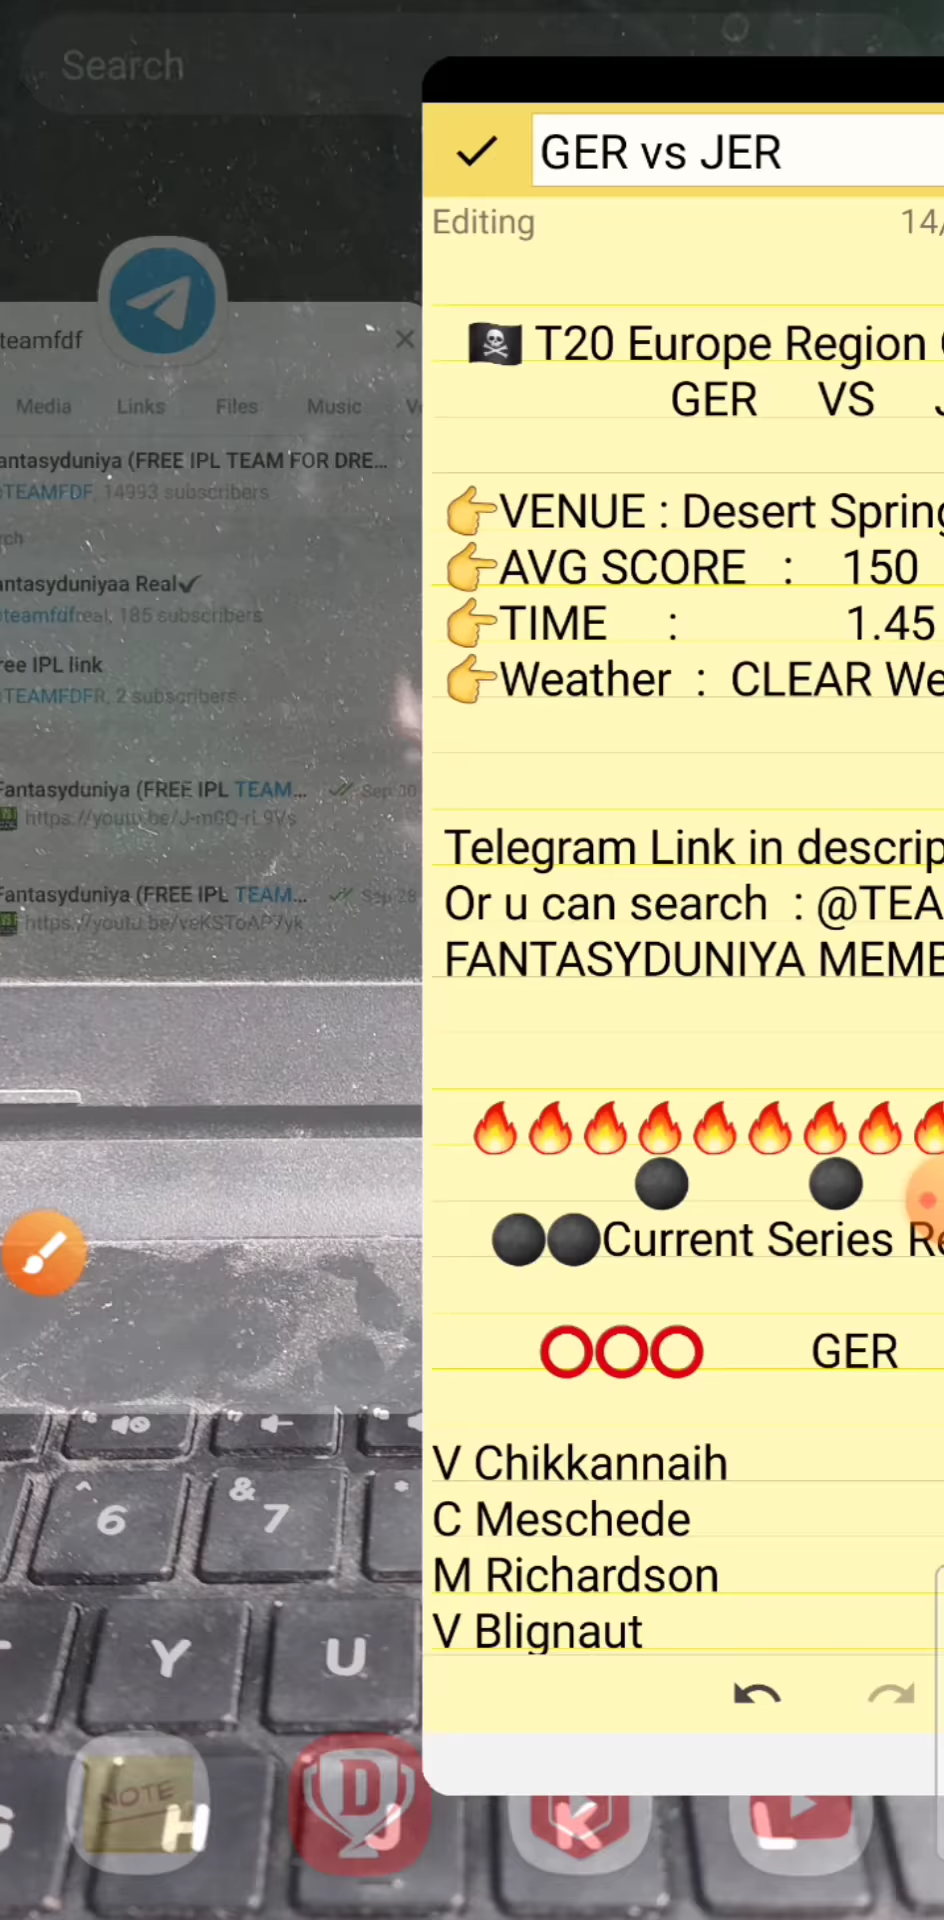 Search
teamfdf
Media Links Files Music
antasyduniya (FREE IPL TEAM FOR DRE...
@TEAMFDF, 14993 subscribers
antasyduniyaa Real✔
teamfdfreal, 185 subscribers
ree IPL link
@TEAMFDFR, 2 subscribers
Fantasyduniya (FREE IPL TEAM... Sep 30
https://youtu.be/J-mGQ-rL9Vs
Fantasyduniya (FREE IPL TEAM... Sep 28
https://youtu.be/veKSToAP7yk
GER vs JER
Editing 14/
🏴‍☠️ T20 Europe Region
GER VS J
👉VENUE : Desert Spring
👉AVG SCORE : 150
👉TIME : 1.45
👉Weather : CLEAR We
Telegram Link in descrip
Or u can search : @TEA
FANTASYDUNIYA MEMB
🔥🔥🔥🔥🔥🔥🔥🔥🔥
⚫ ⚫
⚫⚫Current Series Re
⭕⭕⭕ GER
V Chikkannaih
C Meschede
M Richardson
V Blignaut
^ 6 & 7 *
Y U
NOTE H D J K L